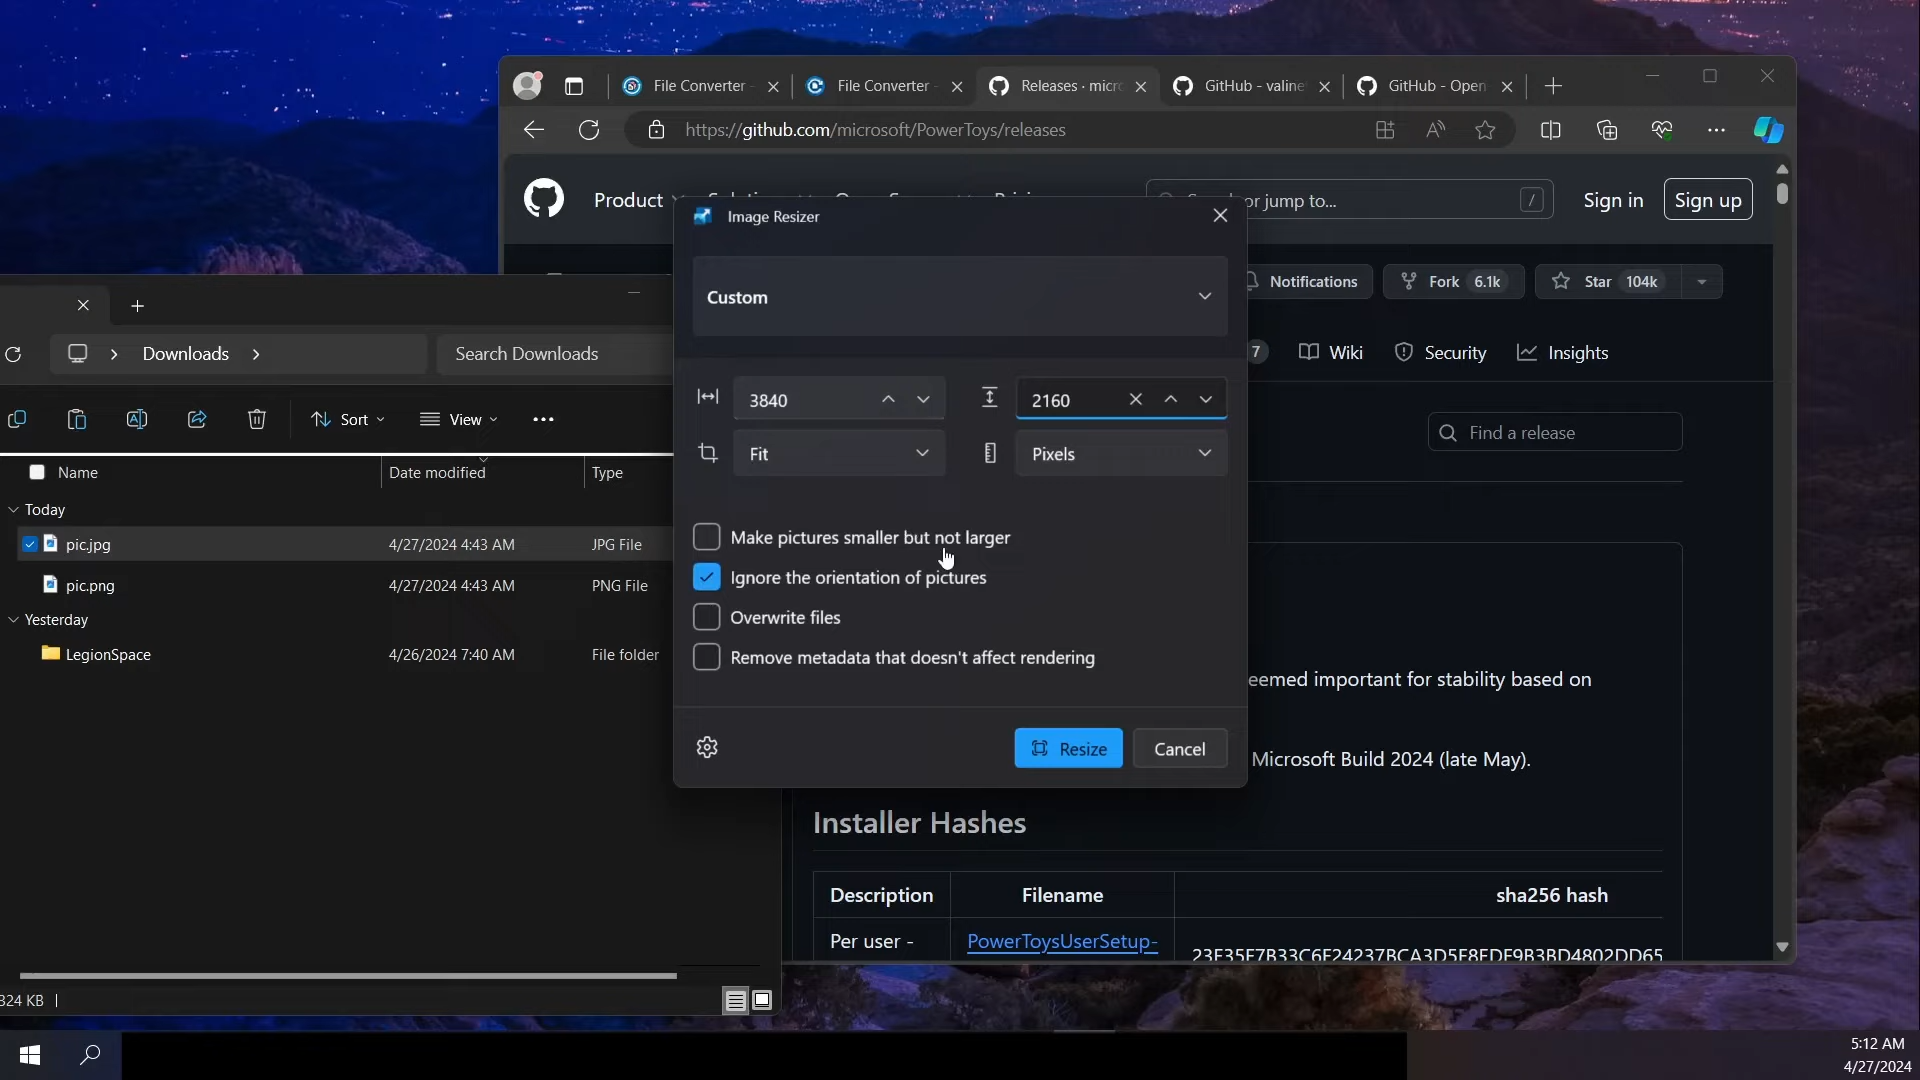 File Converter
File Converter
Releases · micro
GitHub - valine
GitHub - Open
https://github.com/microsoft/PowerToys/releases
Product
or jump to...
/
Sign in
Sign up
Image Resizer
Notifications
Fork 6.1k
Star 104k
Custom
Downloads
Search Downloads
7
Wiki
Security
Insights
3840
2160
Sort
View
Find a release
Fit
Pixels
Name
Date modified
Type
Today
pic.jpg
4/27/2024 4:43 AM
JPG File
Make pictures smaller but not larger
pic.png
4/27/2024 4:43 AM
PNG File
Ignore the orientation of pictures
Yesterday
Overwrite files
LegionSpace
4/26/2024 7:40 AM
File folder
Remove metadata that doesn't affect rendering
eemed important for stability based on
Resize
Cancel
Microsoft Build 2024 (late May).
Installer Hashes
Description
Filename
sha256 hash
Per user -
PowerToysUserSetup-
23F35F7B33C6F24237BCA3D5F8FDF9B3BD4802DD65
324 KB
5:12 AM
4/27/2024